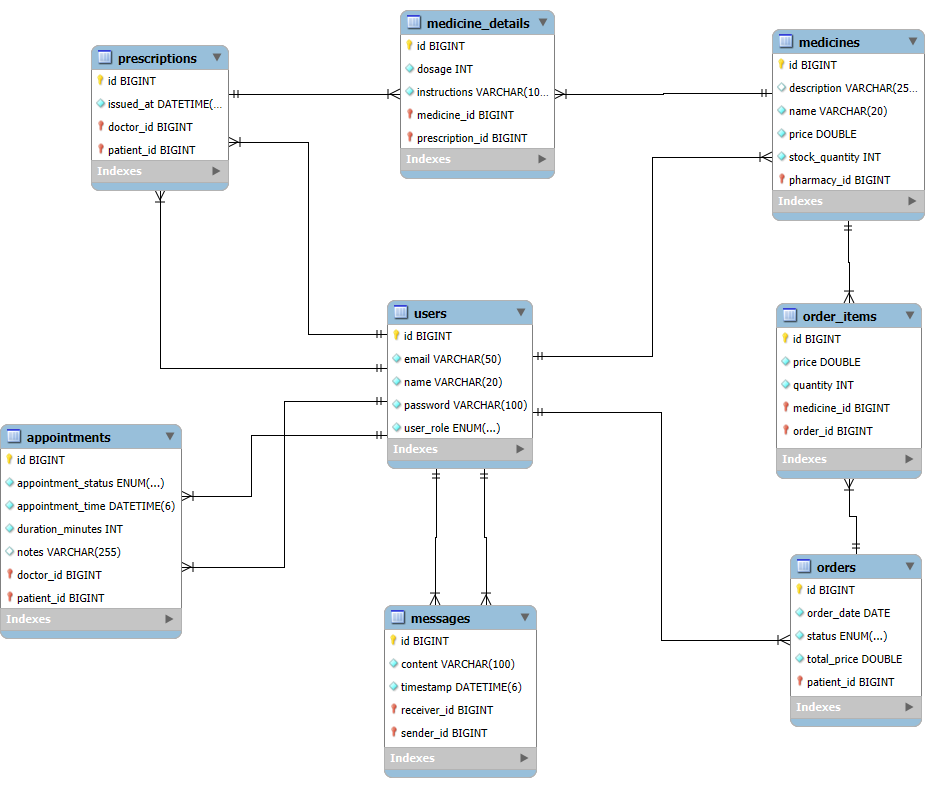 prescriptions
id BIGINT
issued_at DATETIME(...
doctor_id BIGINT
patient_id BIGINT
Indexes
medicine_details
id BIGINT
dosage INT
instructions VARCHAR(10...
medicine_id BIGINT
prescription_id BIGINT
Indexes
medicines
id BIGINT
description VARCHAR(25...
name VARCHAR(20)
price DOUBLE
stock_quantity INT
pharmacy_id BIGINT
Indexes
users
id BIGINT
email VARCHAR(50)
name VARCHAR(20)
password VARCHAR(100)
user_role ENUM(...)
Indexes
order_items
id BIGINT
price DOUBLE
quantity INT
medicine_id BIGINT
order_id BIGINT
Indexes
appointments
id BIGINT
appointment_status ENUM(...)
appointment_time DATETIME(6)
duration_minutes INT
notes VARCHAR(255)
doctor_id BIGINT
patient_id BIGINT
Indexes
messages
id BIGINT
content VARCHAR(100)
timestamp DATETIME(6)
receiver_id BIGINT
sender_id BIGINT
Indexes
orders
id BIGINT
order_date DATE
status ENUM(...)
total_price DOUBLE
patient_id BIGINT
Indexes